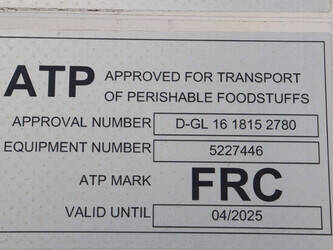 ATP APPROVED FOR TRANSPORT
OF PERISHABLE FOODSTUFFS
APPROVAL NUMBER D-GL 16 1815 2780
EQUIPMENT NUMBER 5227446
ATP MARK FRC
VALID UNTIL 04/2025